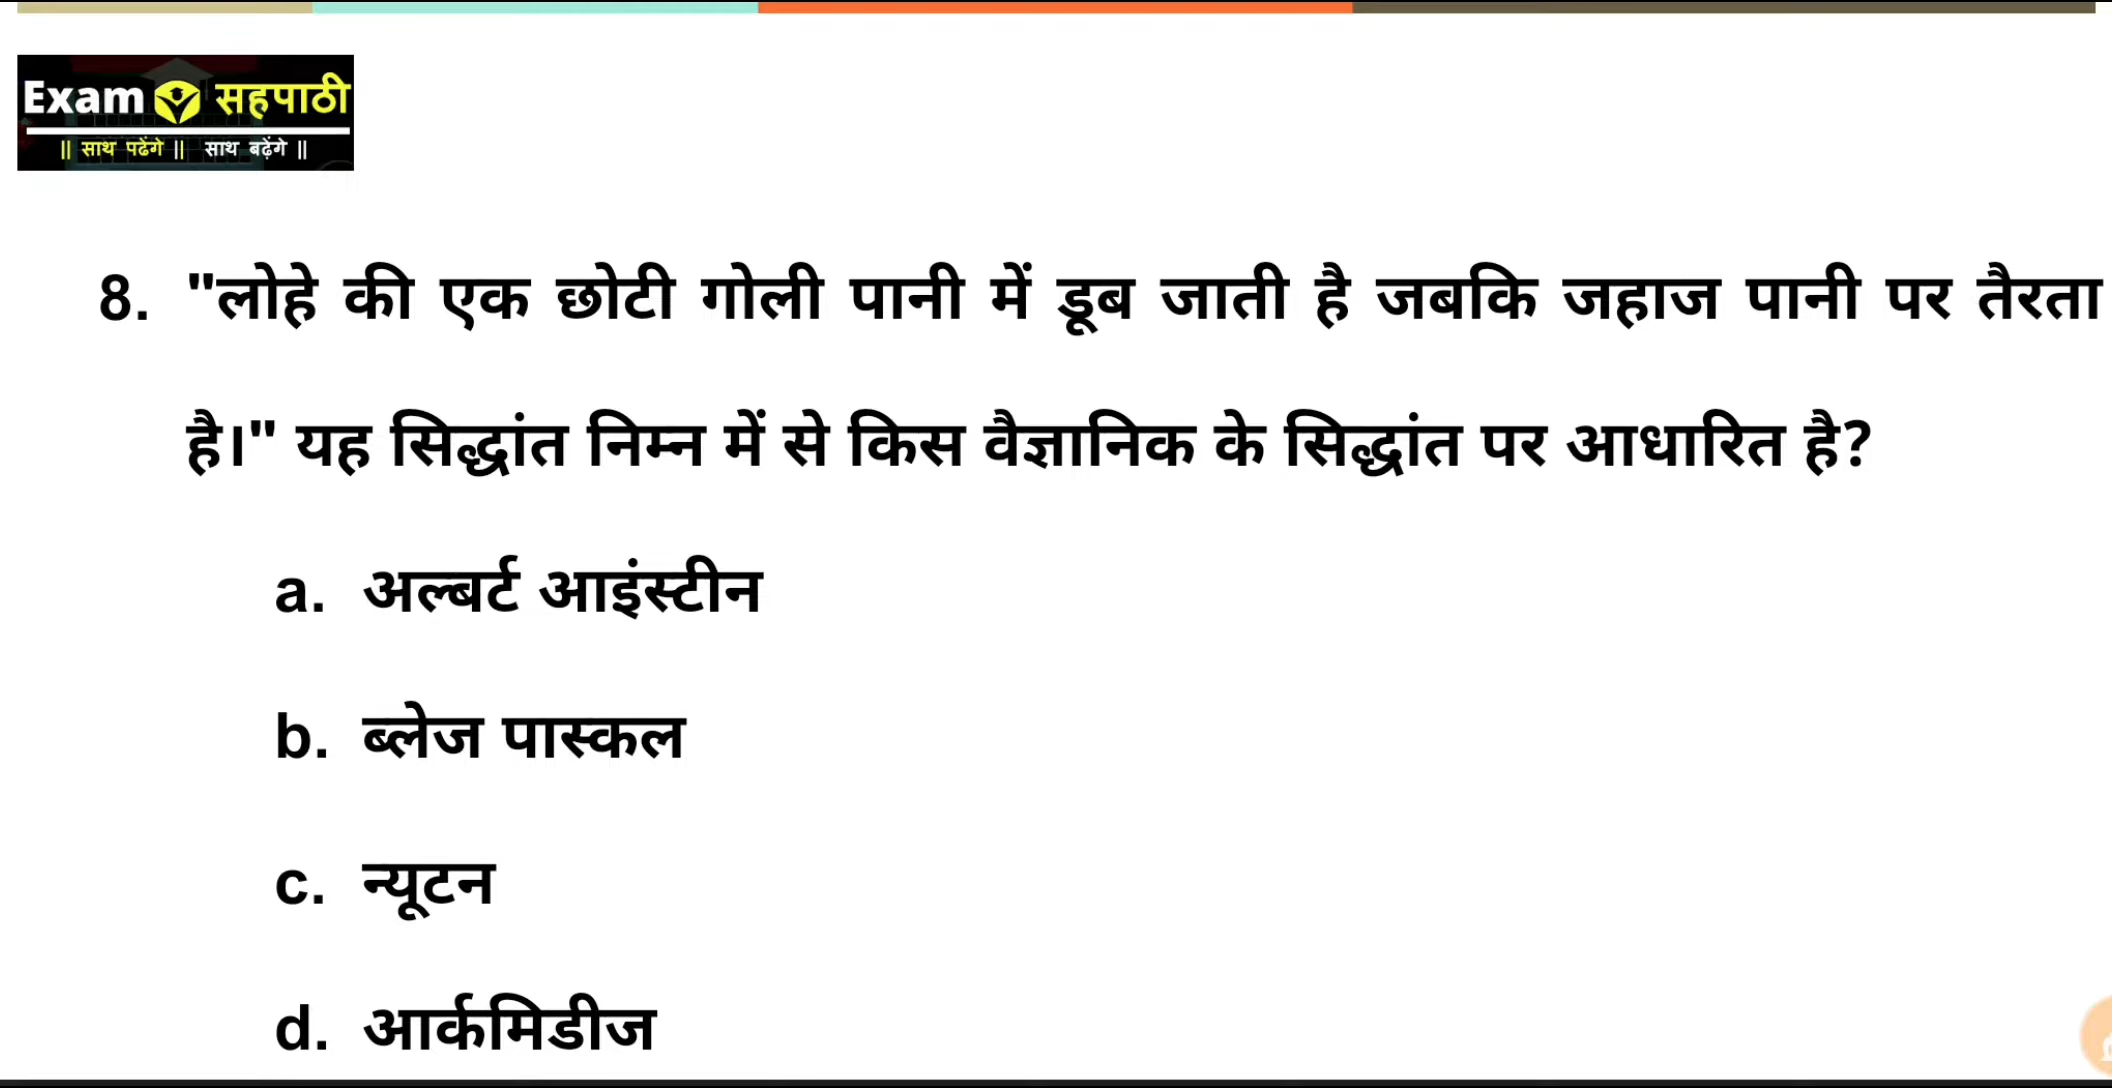 Exam सहपाठी
|| साथ पढेंगे || साथ बढ़ेंगे ||
8. "लोहे की एक छोटी गोली पानी में डूब जाती है जबकि जहाज पानी पर तैरता
है।" यह सिद्धांत निम्न में से किस वैज्ञानिक के सिद्धांत पर आधारित है?
a. अल्बर्ट आइंस्टीन
b. ब्लेज पास्कल
c. न्यूटन
d. आर्कमिडीज